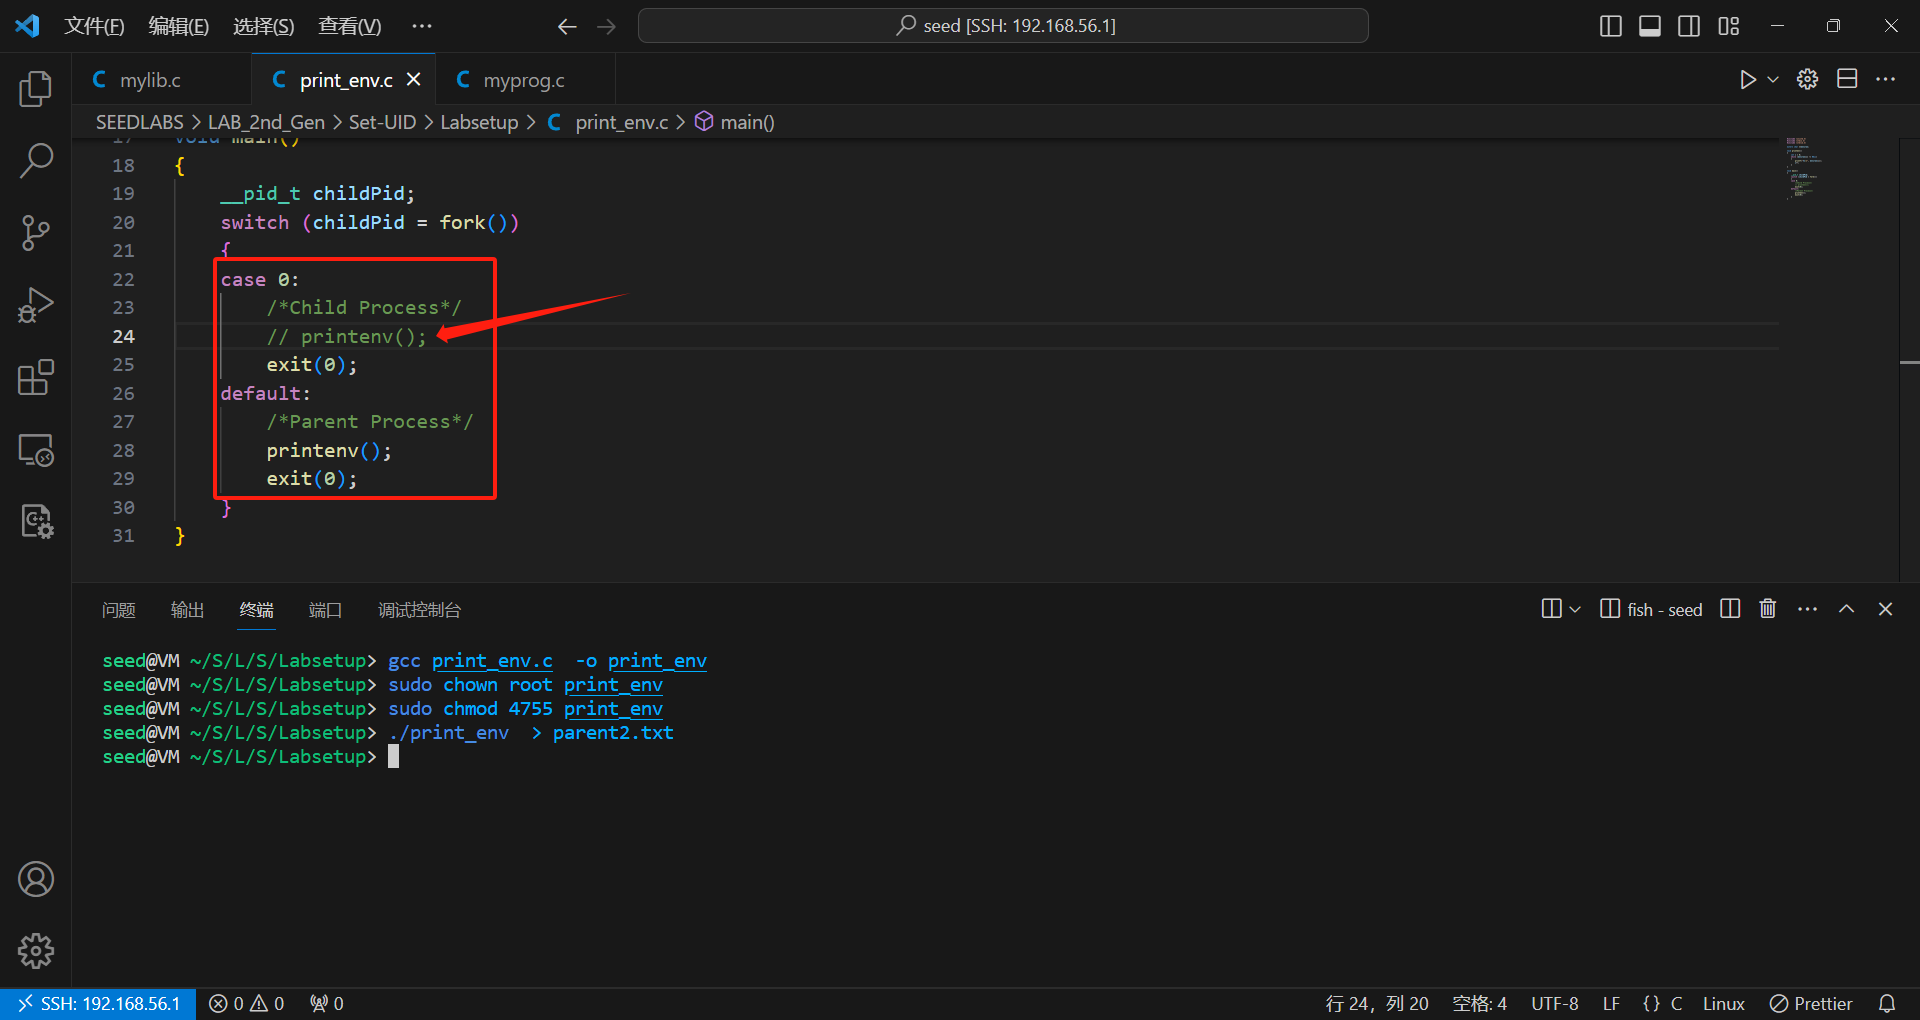 文件(F) 编辑(E) 选择(S) 查看(V) ··· seed [SSH: 192.168.56.1]
mylib.c print_env.c myprog.c
SEEDLABS > LAB_2nd_Gen > Set-UID > Labsetup > C print_env.c > main()
17 void main()
18 {
19 __pid_t childPid;
20 switch (childPid = fork())
21 {
22 case 0:
23 /*Child Process*/
24 // printenv();
25 exit(0);
26 default:
27 /*Parent Process*/
28 printenv();
29 exit(0);
30 }
31 }
问题 输出 终端 端口 调试控制台 fish - seed
seed@VM ~/S/L/S/Labsetup> gcc print_env.c -o print_env
seed@VM ~/S/L/S/Labsetup> sudo chown root print_env
seed@VM ~/S/L/S/Labsetup> sudo chmod 4755 print_env
seed@VM ~/S/L/S/Labsetup> ./print_env > parent2.txt
seed@VM ~/S/L/S/Labsetup>
SSH: 192.168.56.1 0 0 0 行 24，列 20 空格: 4 UTF-8 LF {} C Linux Prettier